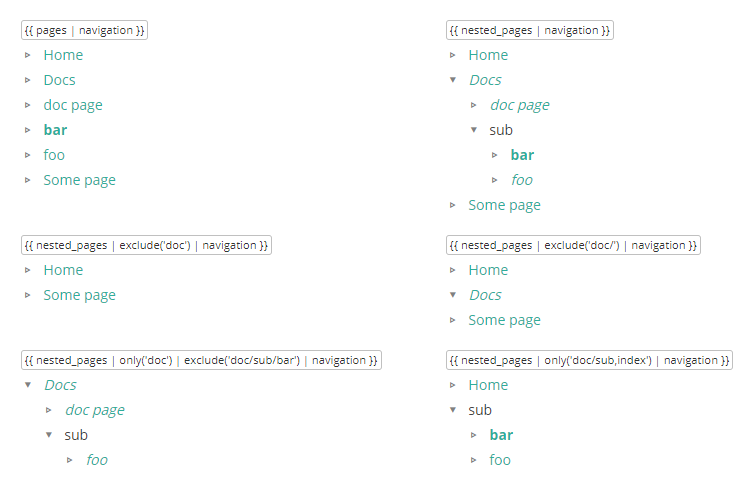 {{ pages | navigation }}
Home
Docs
doc page
bar
foo
Some page
{{ nested_pages | navigation }}
Home
Docs
doc page
sub
bar
foo
Some page
{{ nested_pages | exclude('doc') | navigation }}
Home
Some page
{{ nested_pages | exclude('doc/') | navigation }}
Home
Docs
Some page
{{ nested_pages | only('doc') | exclude('doc/sub/bar') | navigation }}
Docs
doc page
sub
foo
{{ nested_pages | only('doc/sub,index') | navigation }}
Home
sub
bar
foo